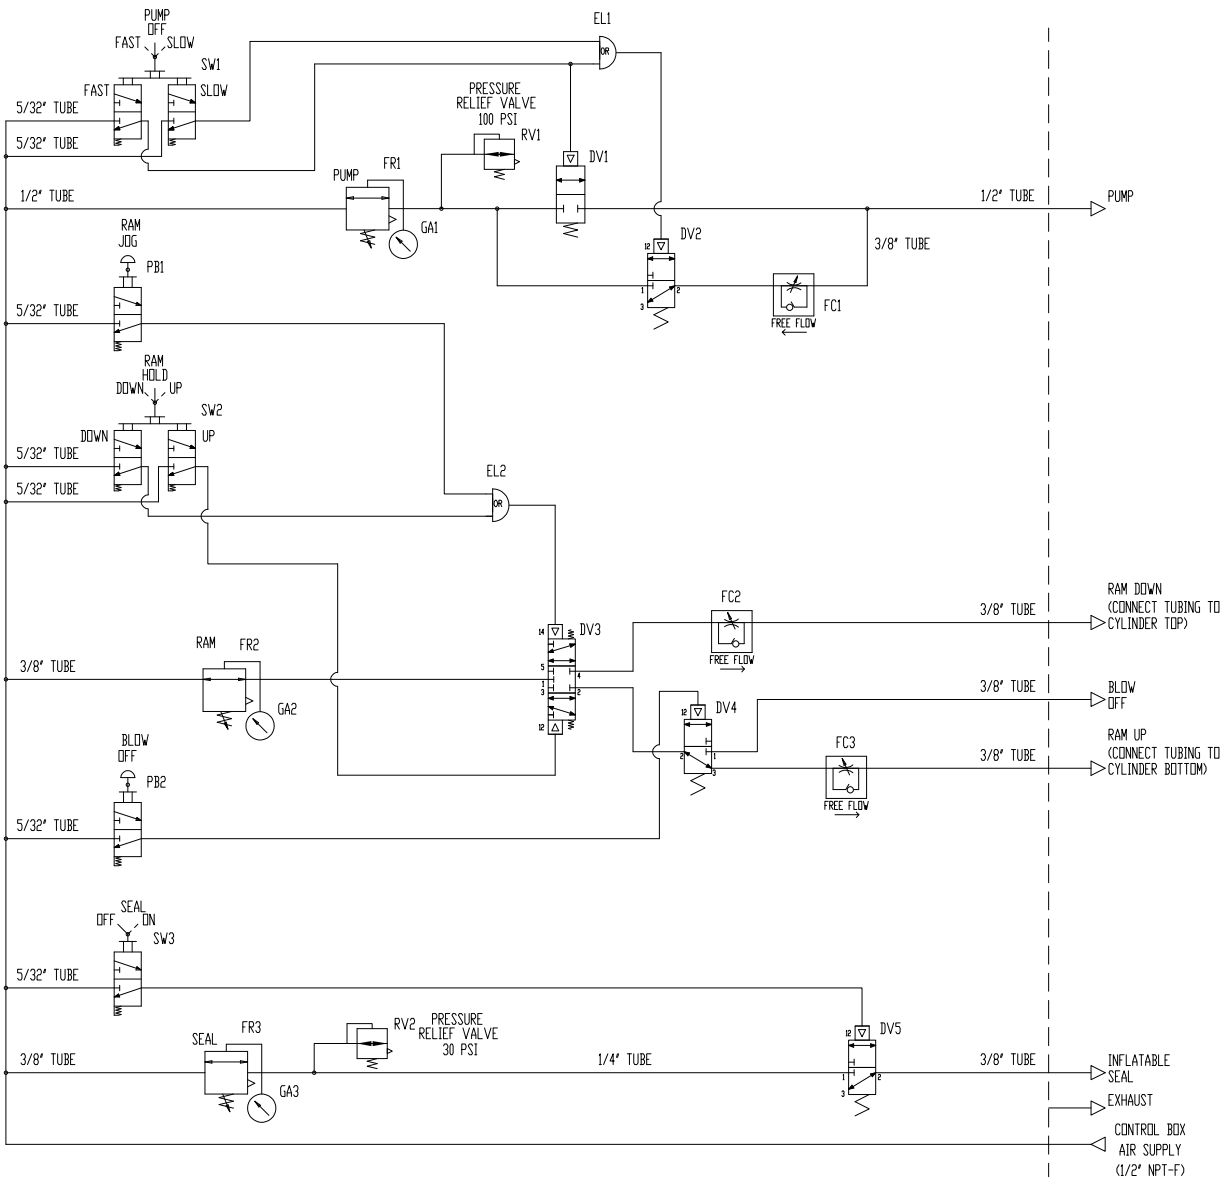 PUMP
OFF
FAST SLOW
SW1
FAST SLOW
5/32" TUBE
5/32" TUBE
EL1
OR
PRESSURE
RELIEF VALVE
100 PSI
RV1
1/2" TUBE
PUMP
FR1
GA1
DV1
DV2
12
1
2
3
1/2" TUBE
PUMP
3/8" TUBE
FC1
FREE FLOW
RAM
JOG
PB1
5/32" TUBE
RAM
HOLD
DOWN UP
SW2
DOWN UP
5/32" TUBE
5/32" TUBE
EL2
OR
3/8" TUBE
RAM
FR2
GA2
14
DV3
5
4
1
3
2
12
FC2
FREE FLOW
3/8" TUBE
RAM DOWN
(CONNECT TUBING TO
CYLINDER TOP)
12
DV4
2
1
3
3/8" TUBE
BLOW
OFF
FC3
FREE FLOW
3/8" TUBE
RAM UP
(CONNECT TUBING TO
CYLINDER BOTTOM)
BLOW
OFF
PB2
5/32" TUBE
SEAL
OFF ON
SW3
5/32" TUBE
3/8" TUBE
SEAL
FR3
GA3
RV2
PRESSURE
RELIEF VALVE
30 PSI
1/4" TUBE
12
DV5
1
2
3
3/8" TUBE
INFLATABLE
SEAL
EXHAUST
CONTROL BOX
AIR SUPPLY
(1/2" NPT-F)